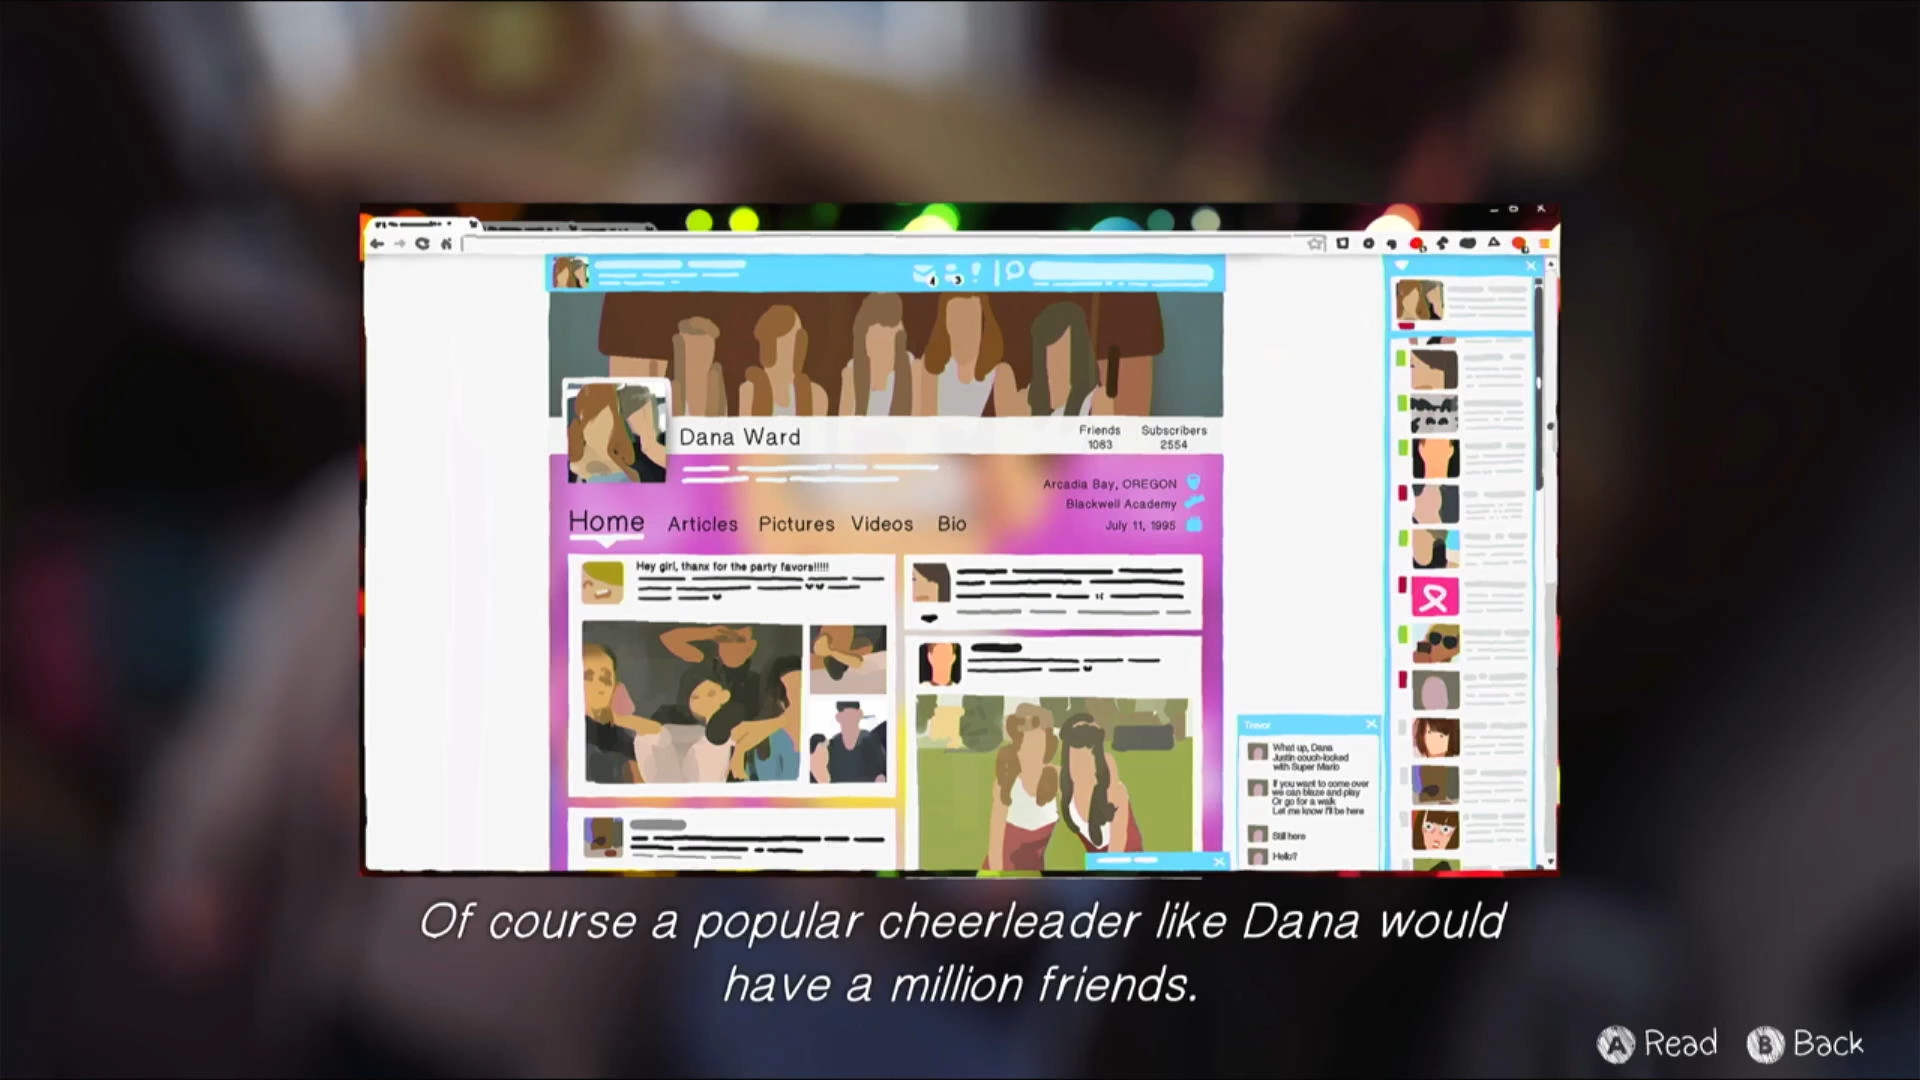 4
3
Dana Ward
Friends
1083
Subscribers
2554
Arcadia Bay, OREGON
Blackwell Academy
July 11, 1995
Home Articles Pictures Videos Bio
Hey girl, thanx for the party favors!!!!!
Trevor
What up, Dana
Justin couch-locked
with Super Mario
If you want to come over
we can blaze and play
Or go for a walk
Let me know I'll be here
Still here
Hello?
Of course a popular cheerleader like Dana would
have a million friends.
A Read B Back